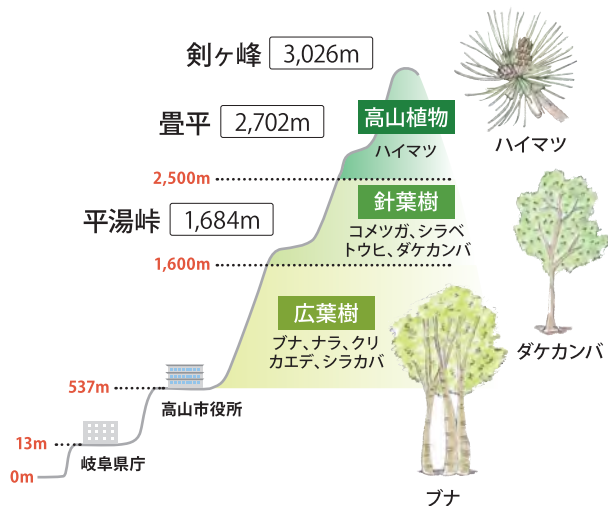 剣ヶ峰 3,026m
畳平 2,702m
高山植物
ハイマツ
ハイマツ
2,500m
針葉樹
コメツガ、シラベ
トウヒ、ダケカンバ
平湯峠 1,684m
1,600m
広葉樹
ブナ、ナラ、クリ
カエデ、シラカバ
ダケカンバ
537m
高山市役所
13m
岐阜県庁
0m
ブナ